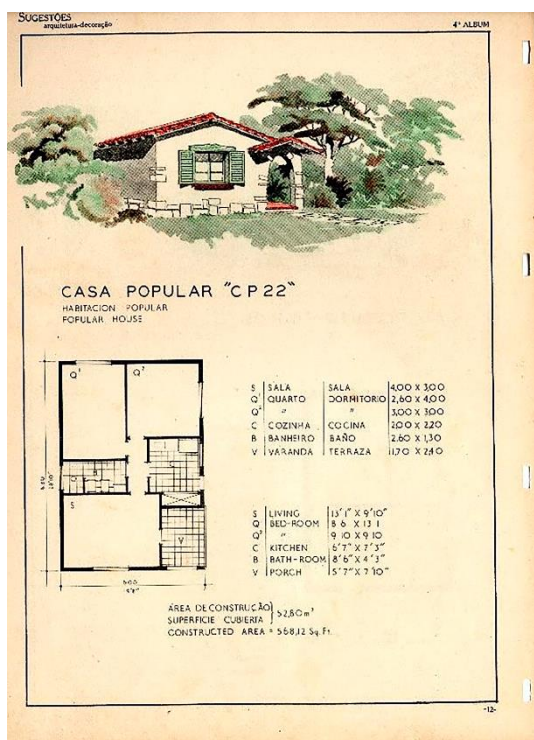 SUGESTÕES
arquitetura-decoração
4º ALBUM
CASA POPULAR "CP22"
HABITACION POPULAR
POPULAR HOUSE
Q¹ Q²
C
B
S
V
S SALA SALA 4,00 X 3,00
Q¹ QUARTO DORMITORIO 2,60 X 4,00
Q² " " 3,00 X 3,00
C COZINHA COCINA 2,00 X 2,20
B BANHEIRO BAÑO 2.60 X 1,30
V VARANDA TERRAZA 1,70 X 2,40
S LIVING 13'1" X 9'10"
Q BED-ROOM 8 6 X 13 1
Q² " 9 10 X 9 10
C KITCHEN 6'7" X 7'3"
B BATH-ROOM 8'6" X 4'3"
V PORCH 5'7" X 7'10"
ÁREA DE CONSTRUÇÃO
SUPERFICIE CUBIERTA 52,80 m²
CONSTRUCTED AREA = 568,12 Sq. Ft.
-12-